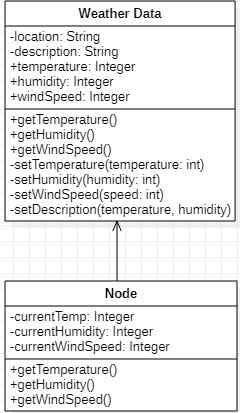 Weather Data
-location: String
-description: String
+temperature: Integer
+humidity: Integer
+windSpeed: Integer
+getTemperature()
+getHumidity()
+getWindSpeed()
-setTemperature(temperature: int)
-setHumidity(humidity: int)
-setWindSpeed(speed: int)
-setDescription(temperature, humidity)
Node
-currentTemp: Integer
-currentHumidity: Integer
-currentWindSpeed: Integer
+getTemperature()
+getHumidity()
+getWindSpeed()